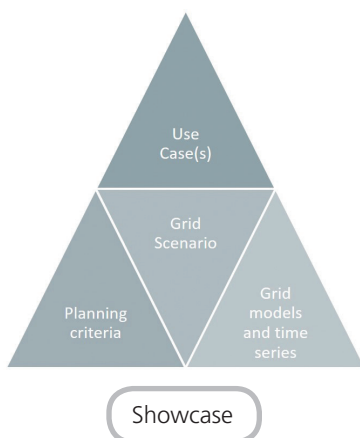 Use
Case(s)
Grid
Scenario
Planning
criteria
Grid
models
and time
series
Showcase